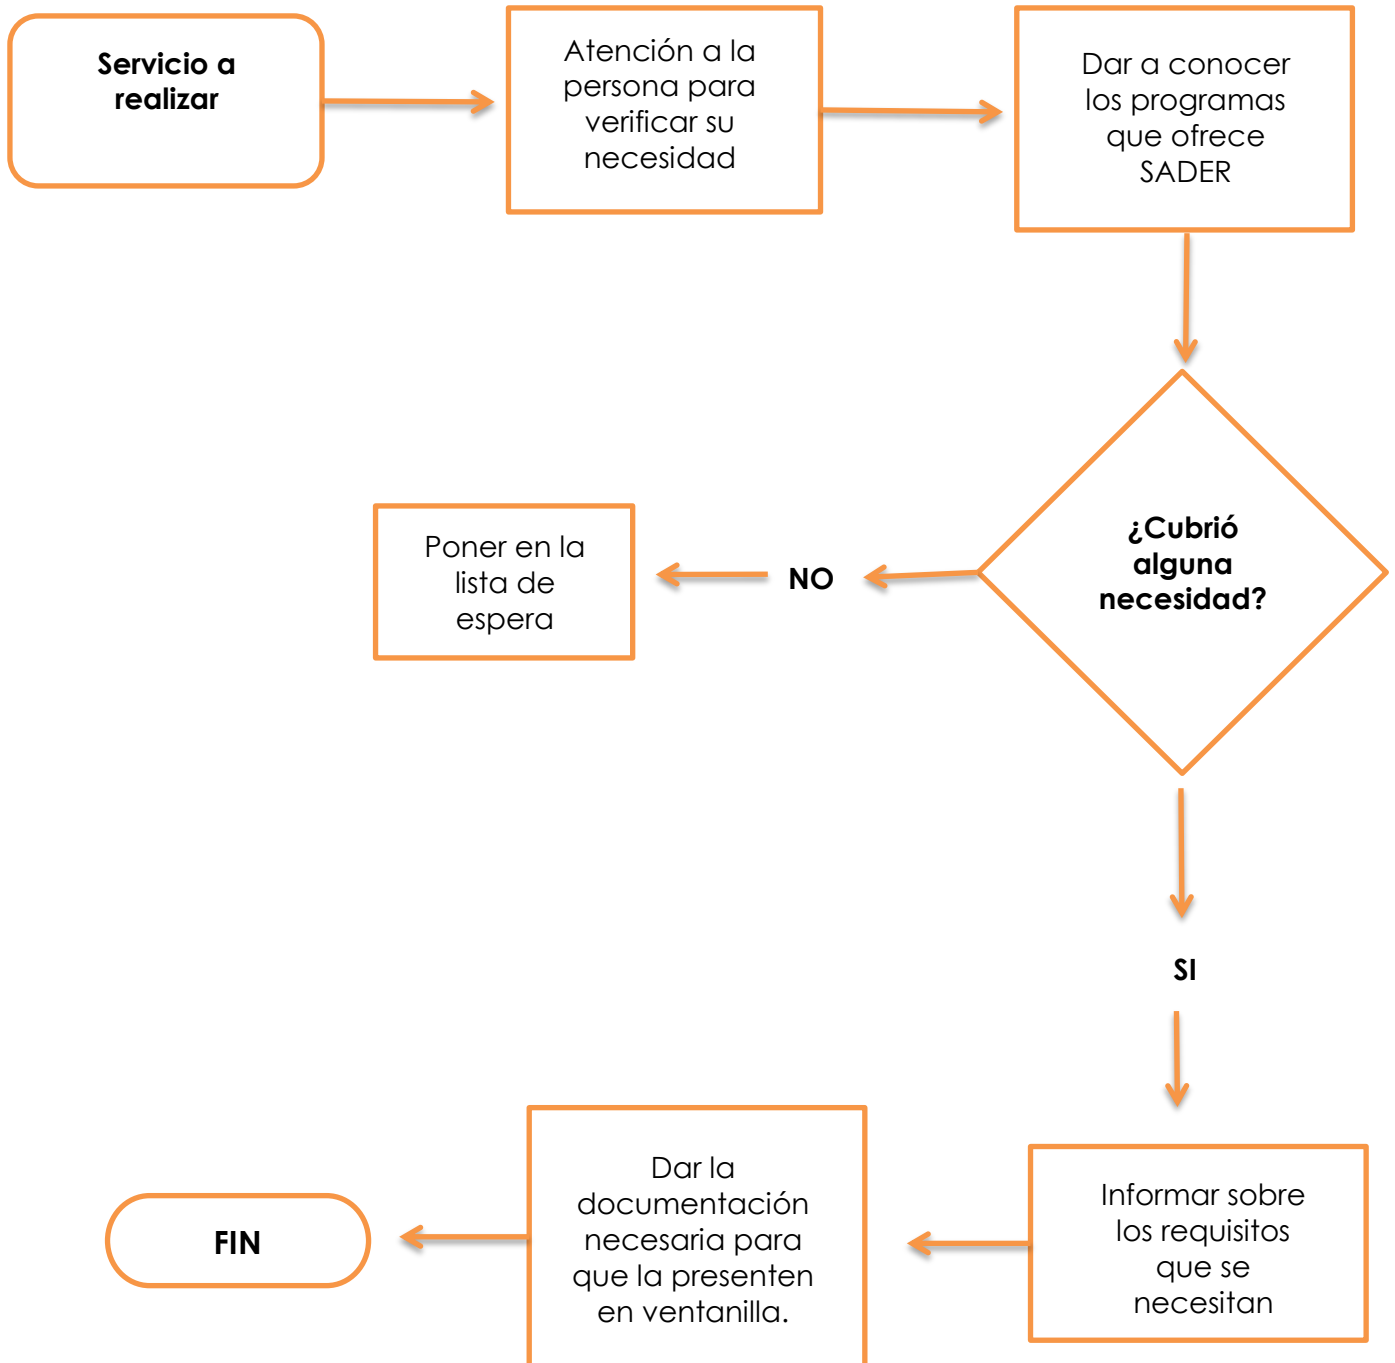 Servicio a
realizar
Atención a la
persona para
verificar su
necesidad
Dar a conocer
los programas
que ofrece
SADER
¿Cubrió
alguna
necesidad?
NO
Poner en la
lista de
espera
SI
Informar sobre
los requisitos
que se
necesitan
Dar la
documentación
necesaria para
que la presenten
en ventanilla.
FIN